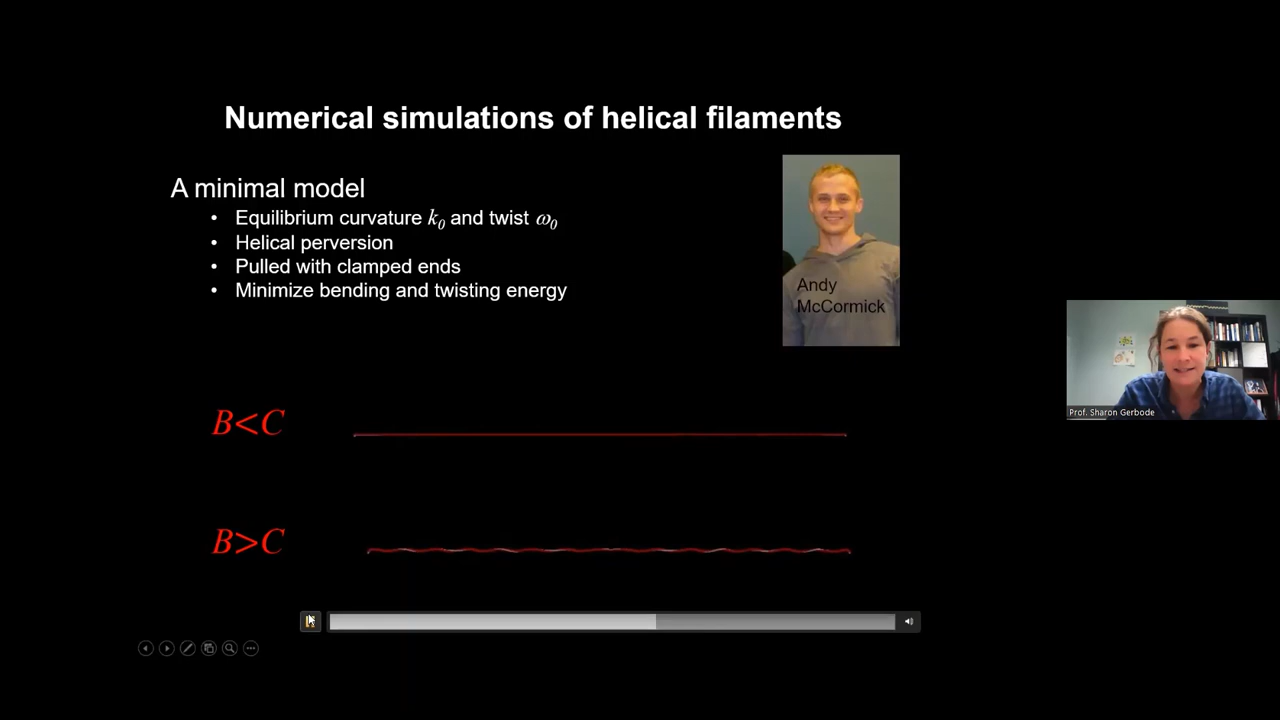 Numerical simulations of helical filaments
A minimal model
• Equilibrium curvature k₀ and twist ω₀
• Helical perversion
• Pulled with clamped ends
• Minimize bending and twisting energy
Andy
McCormick
Prof. Sharon Gerbode
B<C
B>C